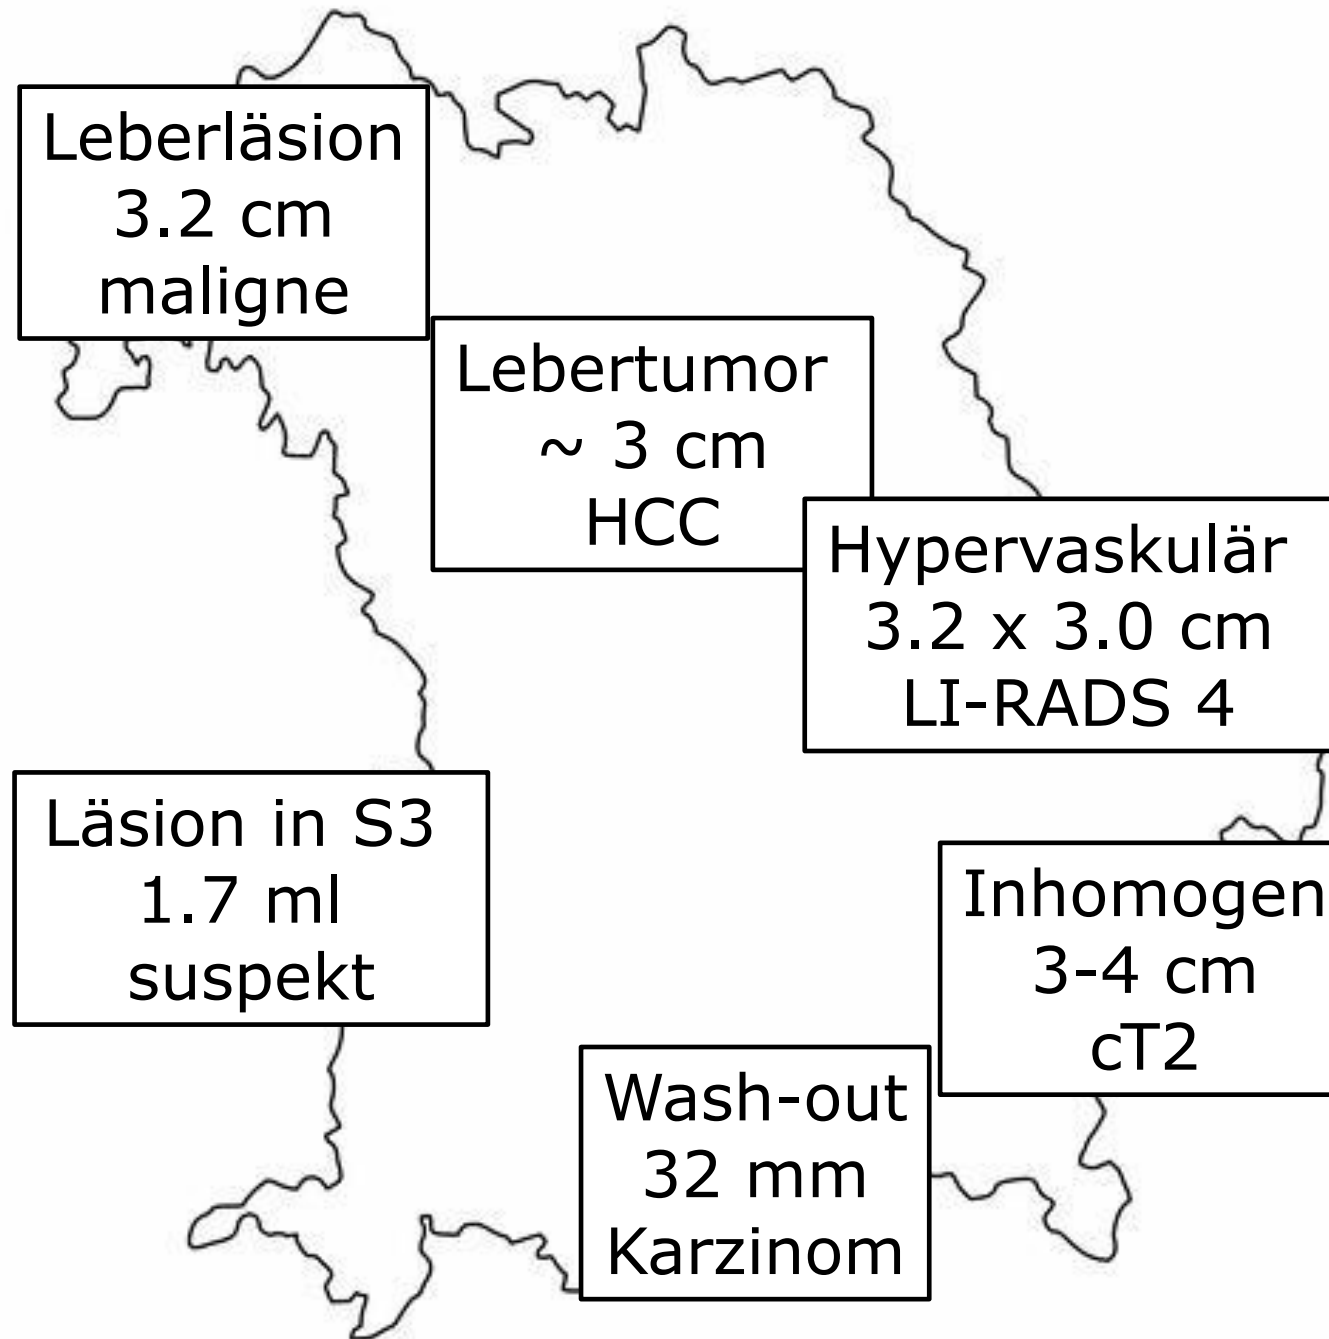 Leberläsion
3.2 cm
maligne
Lebertumor
~ 3 cm
HCC
Hypervaskulär
3.2 x 3.0 cm
LI-RADS 4
Läsion in S3
1.7 ml
suspekt
Inhomogen
3-4 cm
cT2
Wash-out
32 mm
Karzinom